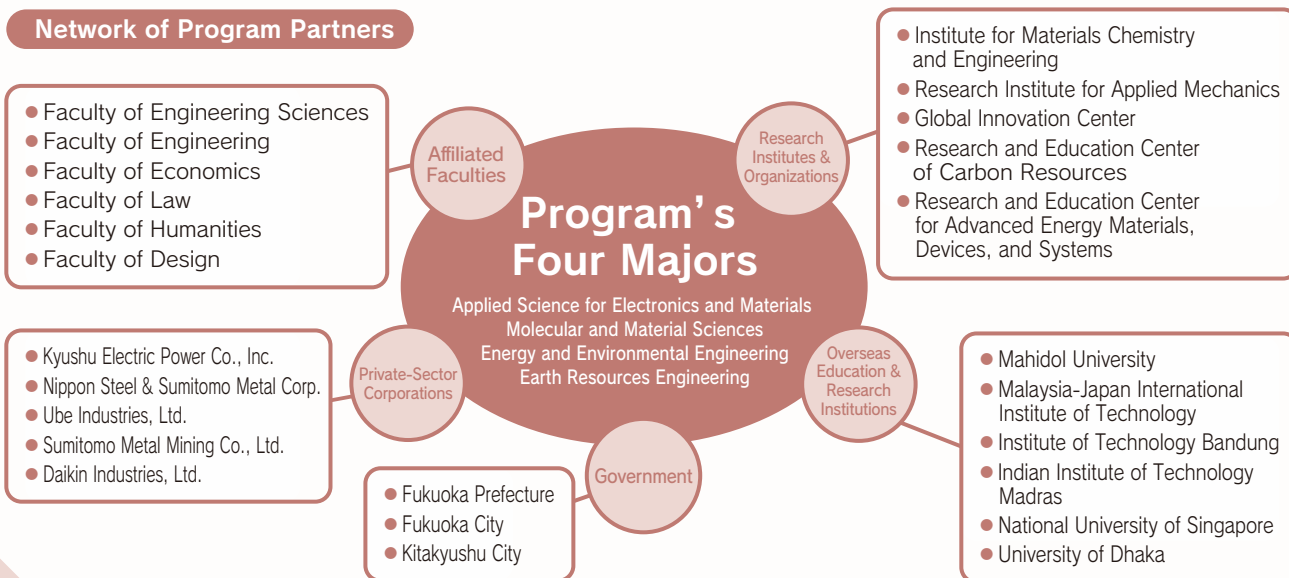 Network of Program Partners
● Faculty of Engineering Sciences
● Faculty of Engineering
● Faculty of Economics
● Faculty of Law
● Faculty of Humanities
● Faculty of Design
Affiliated
Faculties
Research
Institutes &
Organizations
● Institute for Materials Chemistry
and Engineering
● Research Institute for Applied Mechanics
● Global Innovation Center
● Research and Education Center
of Carbon Resources
● Research and Education Center
for Advanced Energy Materials,
Devices, and Systems
Program’s
Four Majors
Applied Science for Electronics and Materials
Molecular and Material Sciences
Energy and Environmental Engineering
Earth Resources Engineering
● Kyushu Electric Power Co., Inc.
● Nippon Steel & Sumitomo Metal Corp.
● Ube Industries, Ltd.
● Sumitomo Metal Mining Co., Ltd.
● Daikin Industries, Ltd.
Private-Sector
Corporations
Government
● Fukuoka Prefecture
● Fukuoka City
● Kitakyushu City
Overseas
Education &
Research
Institutions
● Mahidol University
● Malaysia-Japan International
Institute of Technology
● Institute of Technology Bandung
● Indian Institute of Technology
Madras
● National University of Singapore
● University of Dhaka